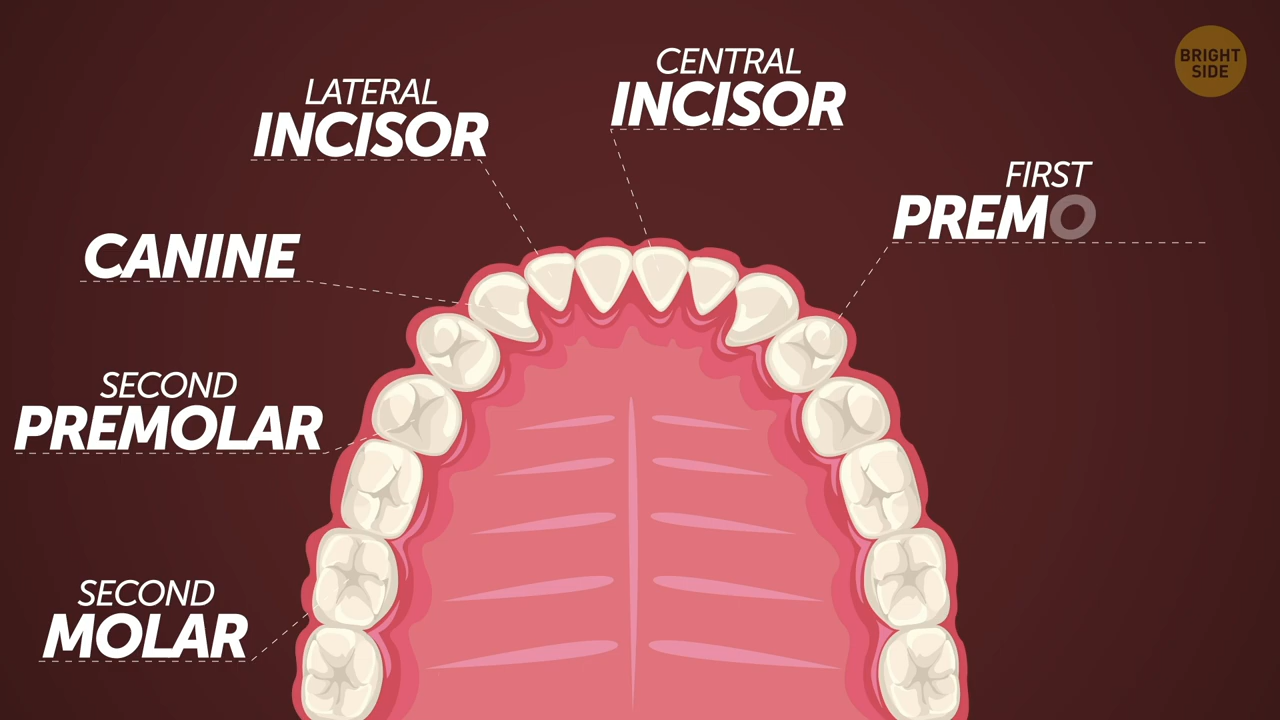 CENTRAL
INCISOR
LATERAL
INCISOR
BRIGHT
SIDE
FIRST
PREMO
CANINE
SECOND
PREMOLAR
SECOND
MOLAR